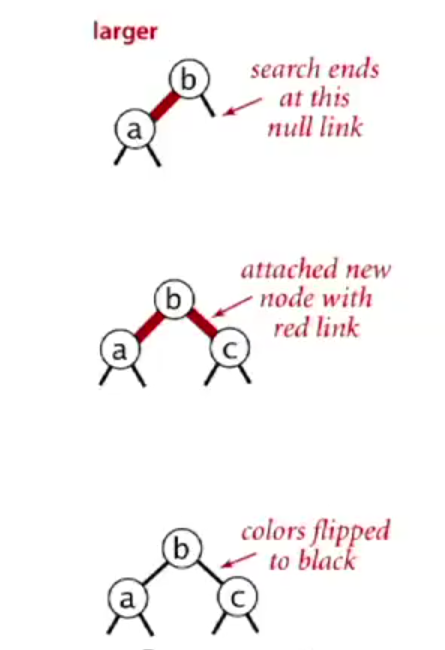 larger
b
search ends
at this
null link
a
attached new
node with
red link
b
a
c
colors flipped
to black
b
a
c